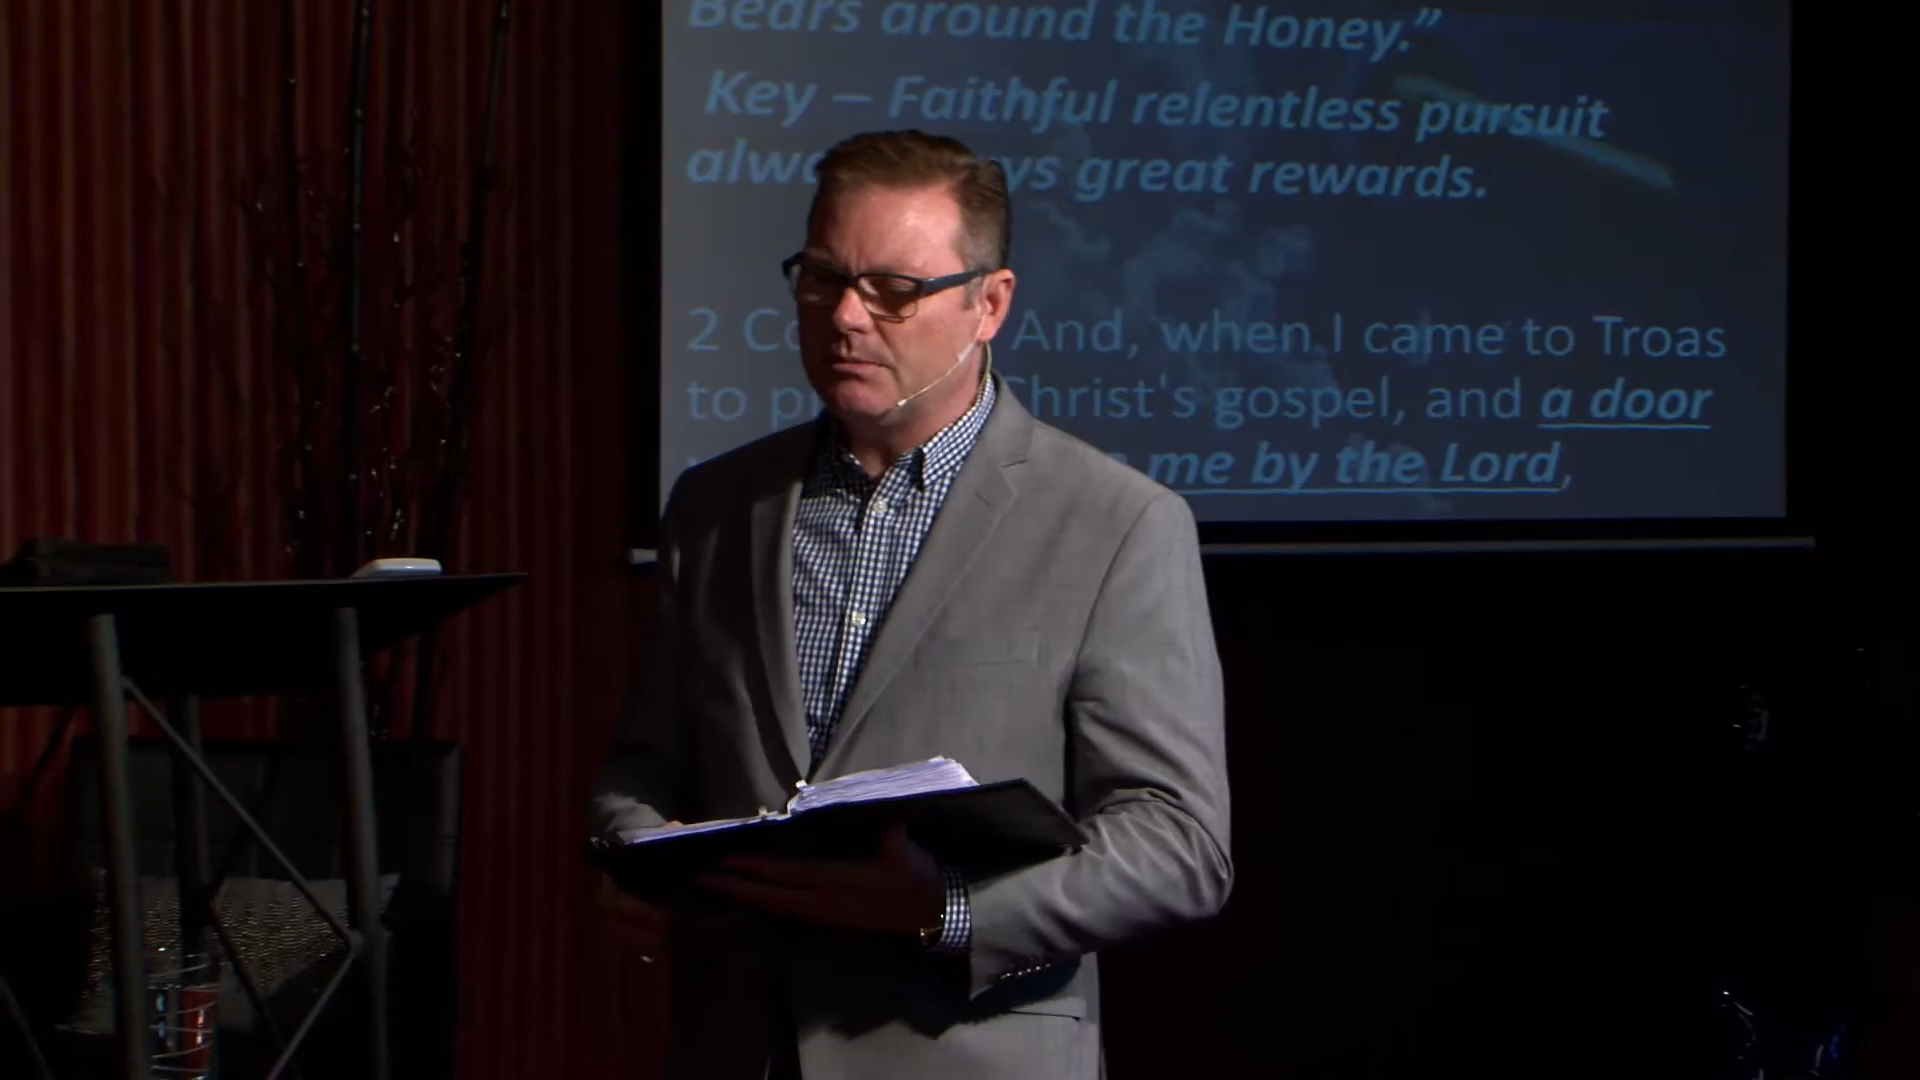 Bears around the Honey.”
Key – Faithful relentless pursuit
great rewards.
2 And, when I came to Troas
to Christ's gospel, and a door
me by the Lord,